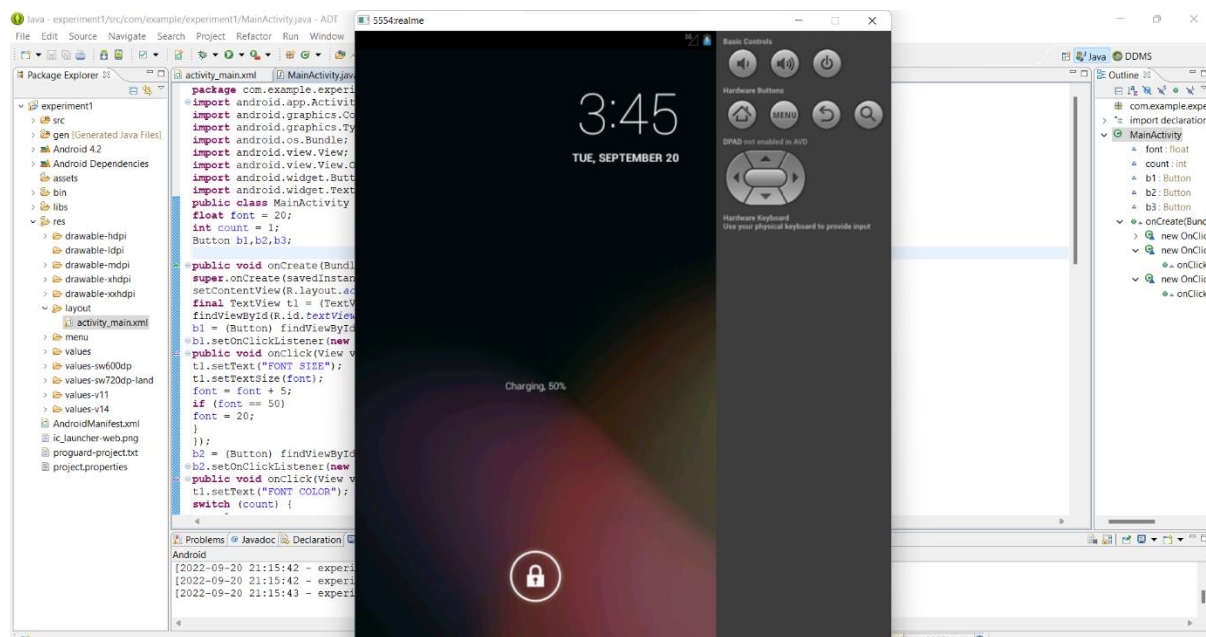 Java - experiment1/src/com/example/experiment1/MainActivity.java - ADT
File Edit Source Navigate Search Project Refactor Run Window
Java DDMS
Package Explorer
experiment1
src
gen [Generated Java Files]
Android 4.2
Android Dependencies
assets
bin
libs
res
drawable-hdpi
drawable-ldpi
drawable-mdpi
drawable-xhdpi
drawable-xxhdpi
layout
activity_main.xml
menu
values
values-sw600dp
values-sw720dp-land
values-v11
values-v14
AndroidManifest.xml
ic_launcher-web.png
proguard-project.txt
project.properties
activity_main.xml MainActivity.java
package com.example.experi
import android.app.Activit
import android.graphics.Co
import android.graphics.Ty
import android.os.Bundle;
import android.view.View;
import android.view.View.O
import android.widget.Butt
import android.widget.Text
public class MainActivity
float font = 20;
int count = 1;
Button b1,b2,b3;
public void onCreate(Bundl
super.onCreate(savedInstan
setContentView(R.layout.ac
final TextView t1 = (TextV
findViewById(R.id.textView
b1 = (Button) findViewById
b1.setOnClickListener(new
public void onClick(View v
t1.setText("FONT SIZE");
t1.setTextSize(font);
font = font + 5;
if (font == 50)
font = 20;
}
});
b2 = (Button) findViewById
b2.setOnClickListener(new
public void onClick(View v
t1.setText("FONT COLOR");
switch (count) {
Problems Javadoc Declaration
Android
[2022-09-20 21:15:42 - experi
[2022-09-20 21:15:42 - experi
[2022-09-20 21:15:43 - experi
5554:realme
3G
3:45
TUE, SEPTEMBER 20
Charging, 50%
Basic Controls
Hardware Buttons
MENU
DPAD not enabled in AVD
Hardware Keyboard
Use your physical keyboard to provide input
Outline
com.example.expe
import declaration
MainActivity
font : float
count : int
b1 : Button
b2 : Button
b3 : Button
onCreate(Bund
new OnClic
new OnClic
onClick
new OnClic
onClick